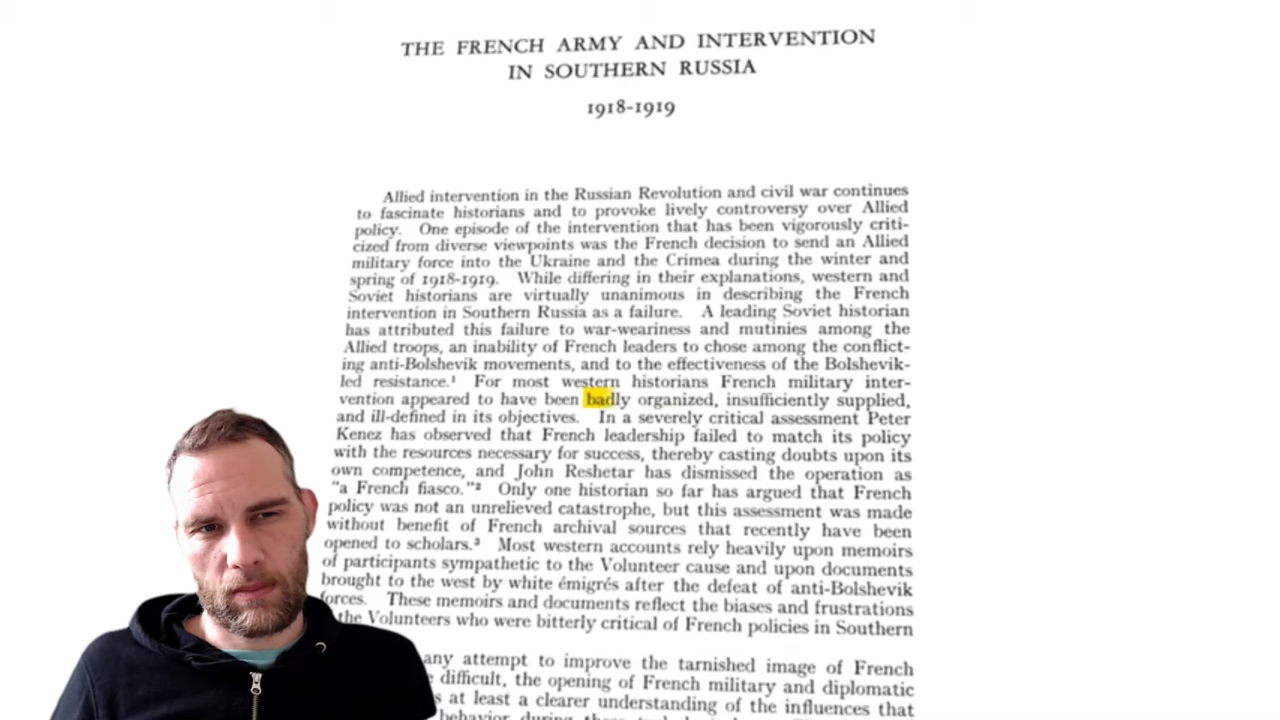 THE FRENCH ARMY AND INTERVENTION
IN SOUTHERN RUSSIA
1918-1919
Allied intervention in the Russian Revolution and civil war continues
to fascinate historians and to provoke lively controversy over Allied
policy. One episode of the intervention that has been vigorously criti-
cized from diverse viewpoints was the French decision to send an Allied
military force into the Ukraine and the Crimea during the winter and
spring of 1918-1919. While differing in their explanations, western and
Soviet historians are virtually unanimous in describing the French
intervention in Southern Russia as a failure. A leading Soviet historian
has attributed this failure to war-weariness and mutinies among the
Allied troops, an inability of French leaders to chose among the conflict-
ing anti-Bolshevik movements, and to the effectiveness of the Bolshevik-
led resistance.¹ For most western historians French military inter-
vention appeared to have been badly organized, insufficiently supplied,
and ill-defined in its objectives. In a severely critical assessment Peter
Kenez has observed that French leadership failed to match its policy
with the resources necessary for success, thereby casting doubts upon its
own competence, and John Reshetar has dismissed the operation as
"a French fiasco."² Only one historian so far has argued that French
policy was not an unrelieved catastrophe, but this assessment was made
without benefit of French archival sources that recently have been
opened to scholars.³ Most western accounts rely heavily upon memoirs
of participants sympathetic to the Volunteer cause and upon documents
brought to the west by white émigrés after the defeat of anti-Bolshevik
forces. These memoirs and documents reflect the biases and frustrations
the Volunteers who were bitterly critical of French policies in Southern
any attempt to improve the tarnished image of French
difficult, the opening of French military and diplomatic
at least a clearer understanding of the influences that
behavior during